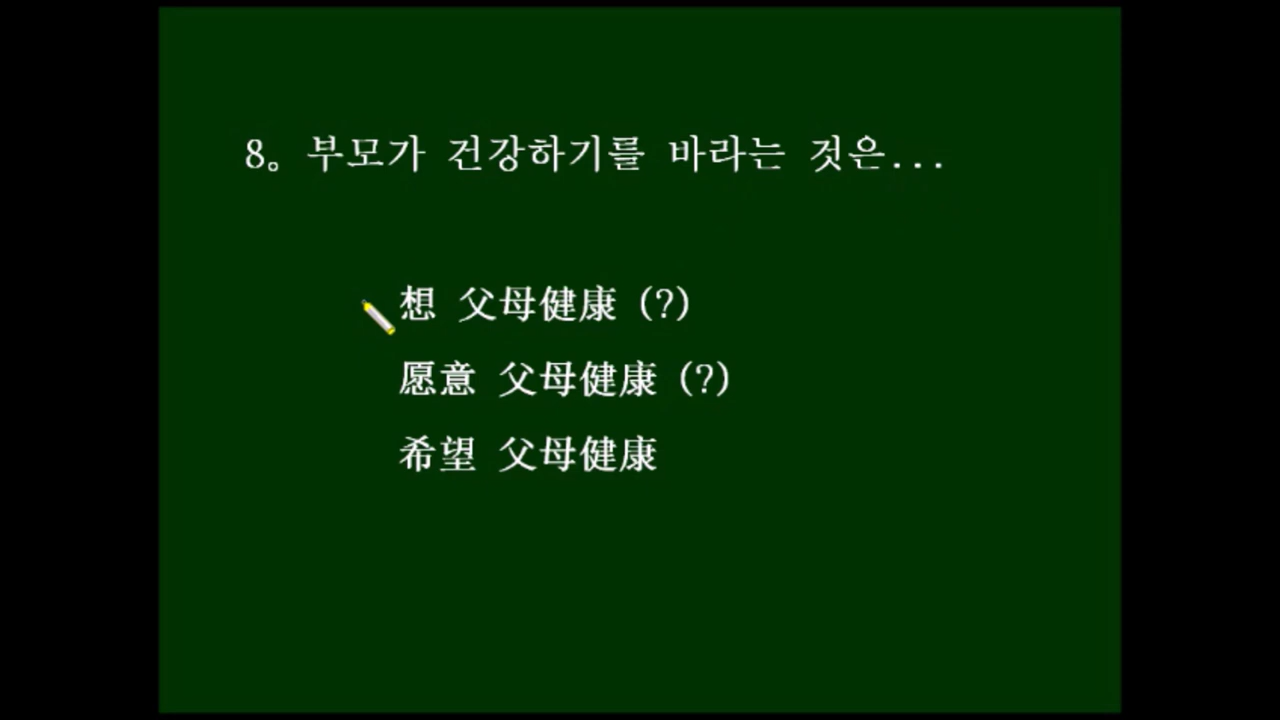 8。부모가 건강하기를 바라는 것은...
想 父母健康 (?)
愿意 父母健康 (?)
希望 父母健康